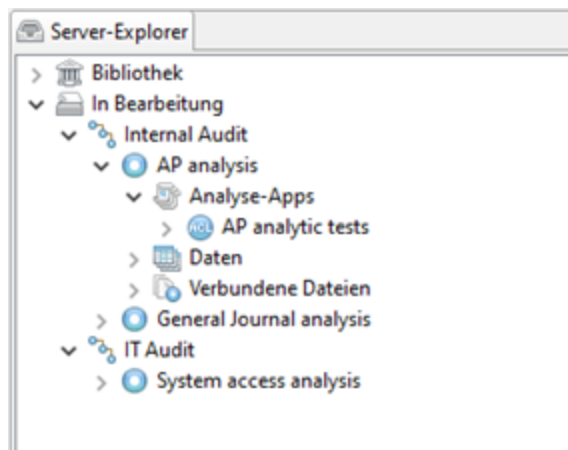 Server-Explorer
Bibliothek
In Bearbeitung
Internal Audit
AP analysis
Analyse-Apps
ACL AP analytic tests
Daten
Verbundene Dateien
General Journal analysis
IT Audit
System access analysis